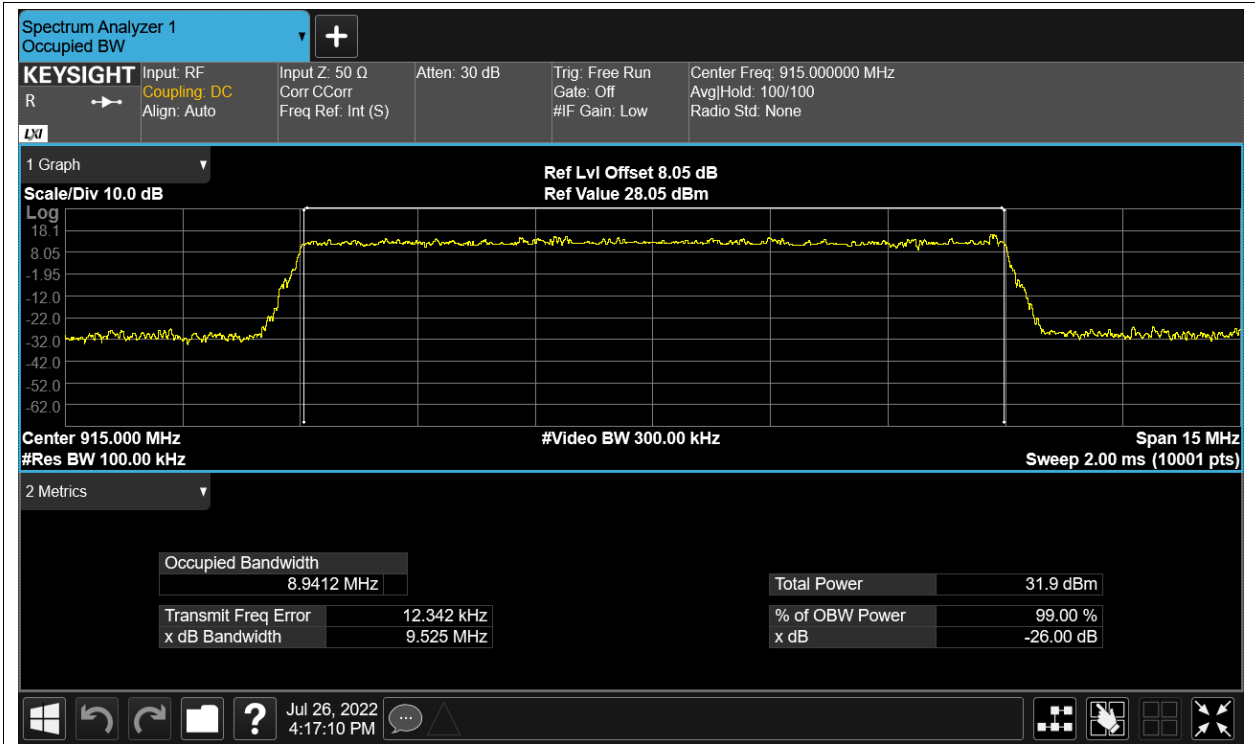 Spectrum Analyzer 1
Occupied BW
KEYSIGHT Input: RF Input Z: 50 Ω Atten: 30 dB Trig: Free Run Center Freq: 915.000000 MHz
R Coupling: DC Corr CCorr Gate: Off Avg|Hold: 100/100
Align: Auto Freq Ref: Int (S) #IF Gain: Low Radio Std: None
LXI
1 Graph
Ref Lvl Offset 8.05 dB
Scale/Div 10.0 dB Ref Value 28.05 dBm
Log
18.1
8.05
-1.95
-12.0
-22.0
-32.0
-42.0
-52.0
-62.0
Center 915.000 MHz #Video BW 300.00 kHz Span 15 MHz
#Res BW 100.00 kHz Sweep 2.00 ms (10001 pts)
2 Metrics
Occupied Bandwidth
8.9412 MHz Total Power 31.9 dBm
Transmit Freq Error 12.342 kHz % of OBW Power 99.00 %
x dB Bandwidth 9.525 MHz x dB -26.00 dB
? Jul 26, 2022
4:17:10 PM